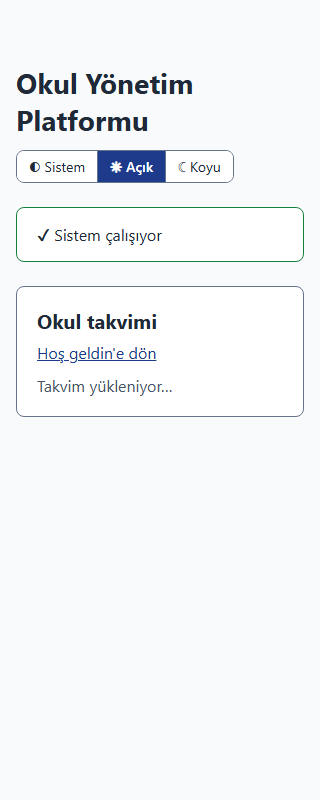 Okul Yönetim
Platformu
◐ Sistem ☀ Açık ☾ Koyu
✓ Sistem çalışıyor
Okul takvimi
Hoş geldin'e dön
Takvim yükleniyor...